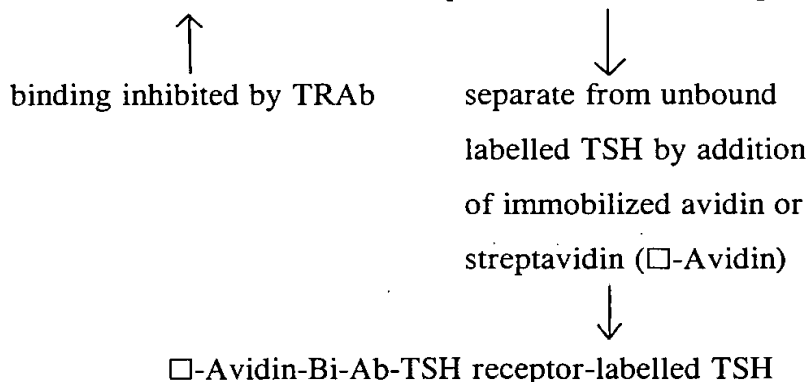 binding inhibited by TRAb
separate from unbound
labelled TSH by addition
of immobilized avidin or
streptavidin (□-Avidin)
□-Avidin-Bi-Ab-TSH receptor-labelled TSH